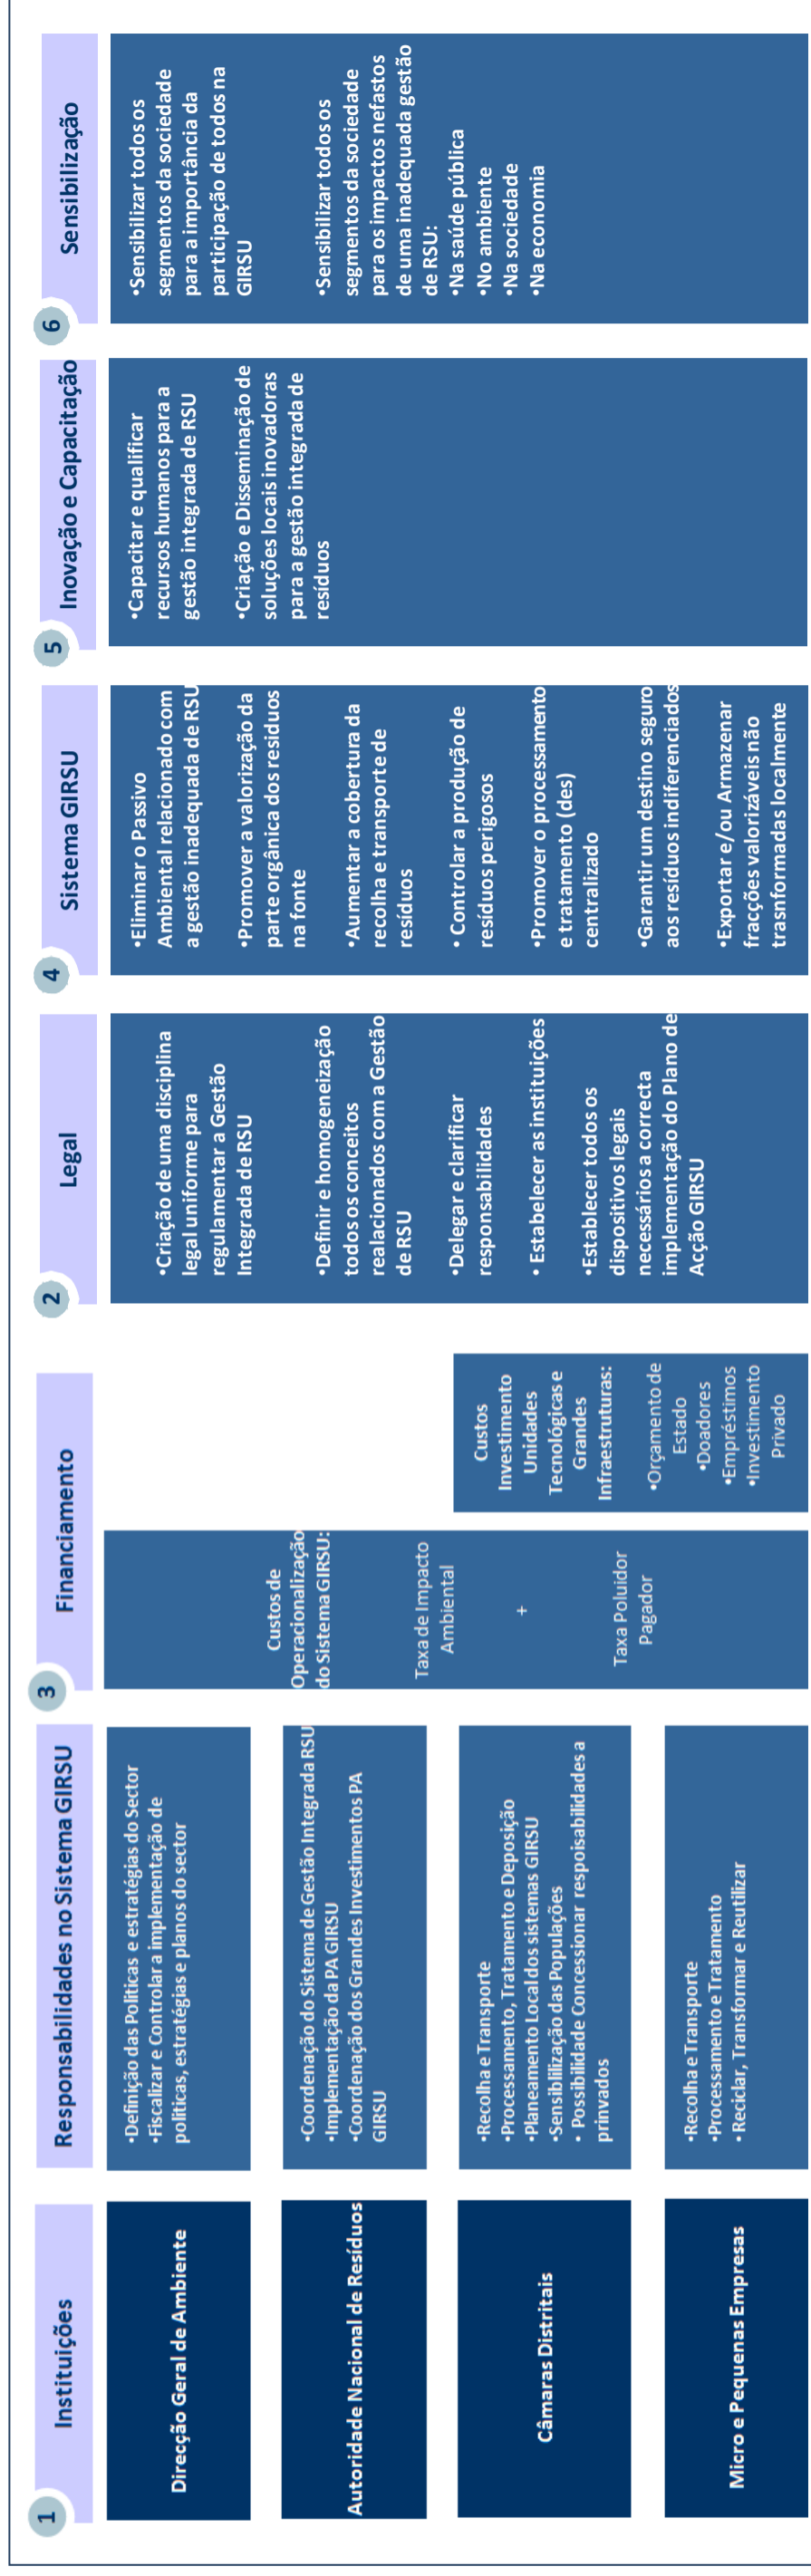 1
Instituições
Direcção Geral de Ambiente
Autoridade Nacional de Resíduos
Câmaras Distritais
Micro e Pequenas Empresas
Responsabilidades no Sistema GIRSU
•Definição das Politicas e estratégias do Sector
•Fiscalizar e Controlar a implementação de
políticas, estratégias e planos do sector
•Coordenação do Sistema de Gestão Integrada RSU
•Implementação da PA GIRSU
•Coordenação dos Grandes Investimentos PA
GIRSU
•Recolha e Transporte
•Processamento, Tratamento e Deposição
•Planeamento Local dos sistemas GIRSU
•Sensiblilização das Populações
• Possibilidade Concessionar respoisabilidades a
prinvados
•Recolha e Transporte
•Processamento e Tratamento
• Reciclar, Transformar e Reutilizar
3
Financiamento
Custos de
Operacionalização
do Sistema GIRSU:
Taxa de Impacto
Ambiental
+
Taxa Poluidor
Pagador
Custos
Investimento
Unidades
Tecnológicas e
Grandes
Infraestruturas:
•Orçamento de
Estado
•Doadores
•Empréstimos
•Investimento
Privado
2
Legal
•Criação de uma disciplina
legal uniforme para
regulamentar a Gestão
Integrada de RSU
•Definir e homogeneização
todos os conceitos
realacionados com a Gestão
de RSU
•Delegar e clarificar
responsabilidades
• Estabelecer as instituições
•Establecer todos os
dispositivos legais
necessários a correcta
implementação do Plano de
Acção GIRSU
4
Sistema GIRSU
•Eliminar o Passivo
Ambiental relacionado com
a gestão inadequada de RSU
•Promover a valorização da
parte orgânica dos residuos
na fonte
•Aumentar a cobertura da
recolha e transporte de
resíduos
• Controlar a produção de
resíduos perigosos
•Promover o processamento
e tratamento (des)
centralizado
•Garantir um destino seguro
aos resíduos indiferenciados
•Exportar e/ou Armazenar
fracções valorizáveis não
trasnformadas localmente
5
Inovação e Capacitação
•Capacitar e qualificar
recursos humanos para a
gestão integrada de RSU
•Criação e Disseminação de
soluções locais inovadoras
para a gestão integrada de
resíduos
6
Sensibilização
•Sensibilizar todos os
segmentos da sociedade
para a importância da
participação de todos na
GIRSU
•Sensibilizar todos os
segmentos da sociedade
para os impactos nefastos
de uma inadequada gestão
de RSU:
•Na saúde pública
•No ambiente
•Na sociedade
•Na economia